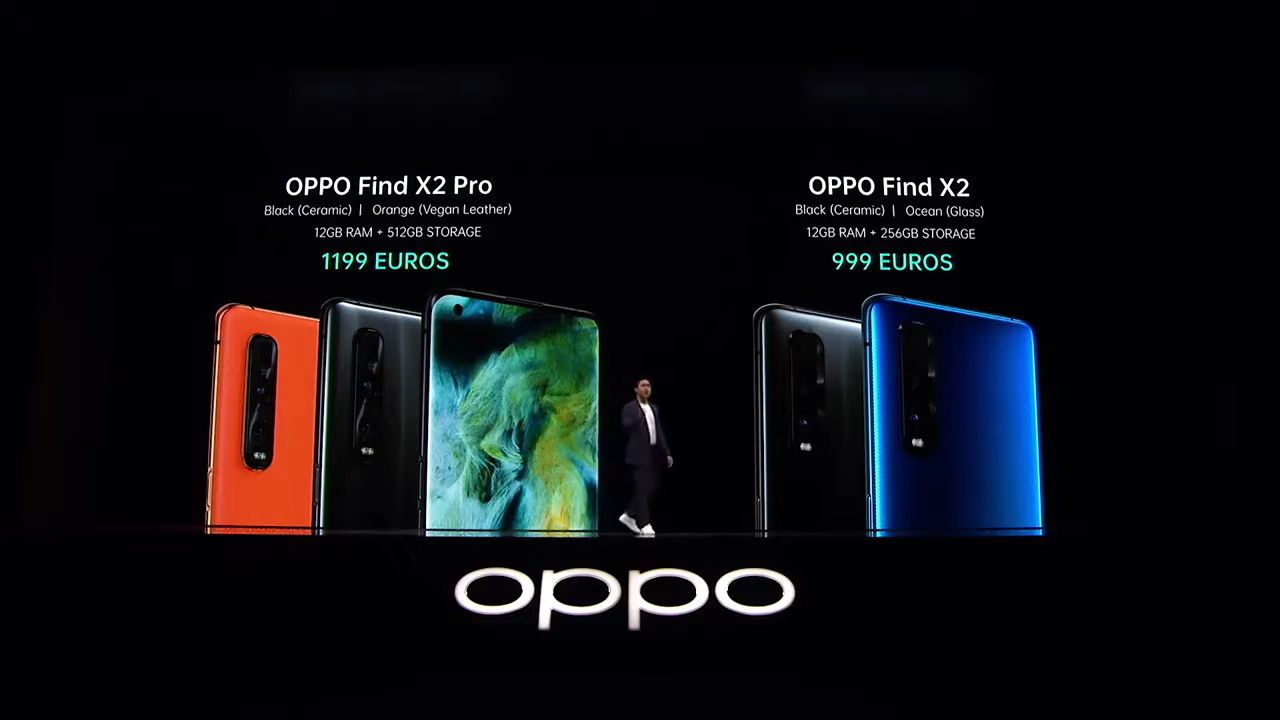 OPPO Find X2 Pro
Black (Ceramic) | Orange (Vegan Leather)
12GB RAM + 512GB STORAGE
1199 EUROS
OPPO Find X2
Black (Ceramic) | Ocean (Glass)
12GB RAM + 256GB STORAGE
999 EUROS
oppo